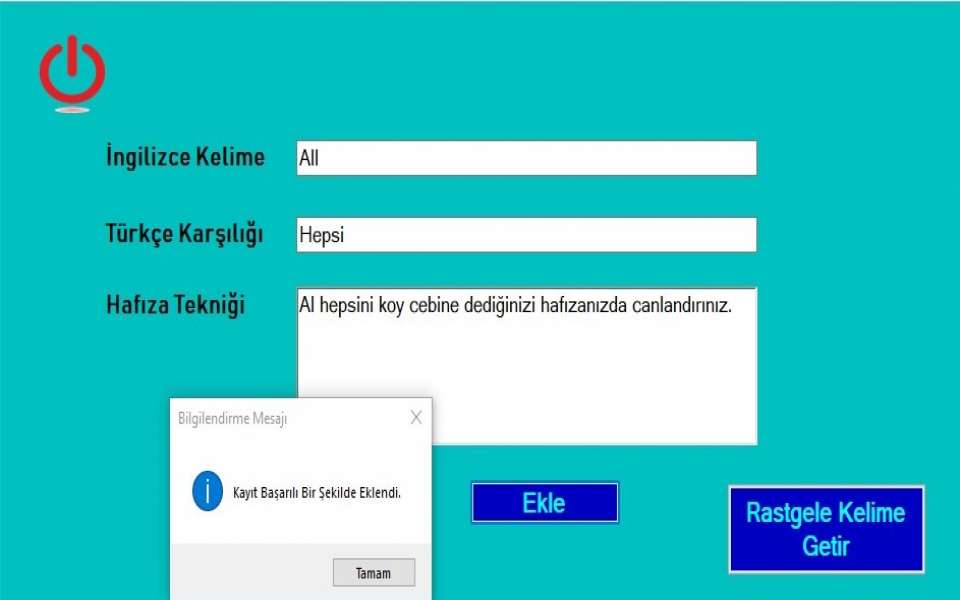 İngilizce Kelime
All
Türkçe Karşılığı
Hepsi
Hafıza Tekniği
Al hepsini koy cebine dediğinizi hafızanızda canlandırınız.
Bilgilendirme Mesajı
Kayıt Başarılı Bir Şekilde Eklendi.
Tamam
Ekle
Rastgele Kelime
Getir